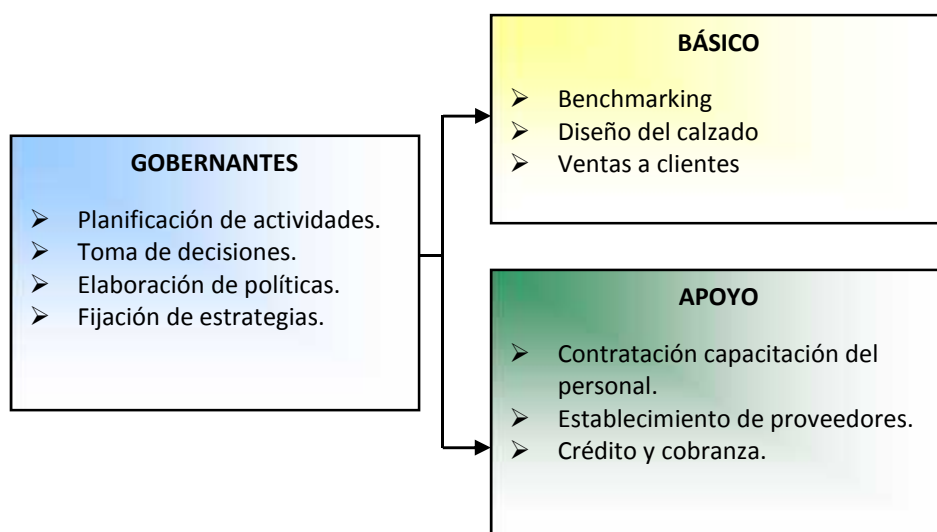 GOBERNANTES
➢ Planificación de actividades.
➢ Toma de decisiones.
➢ Elaboración de políticas.
➢ Fijación de estrategias.
BÁSICO
➢ Benchmarking
➢ Diseño del calzado
➢ Ventas a clientes
APOYO
➢ Contratación capacitación del
personal.
➢ Establecimiento de proveedores.
➢ Crédito y cobranza.